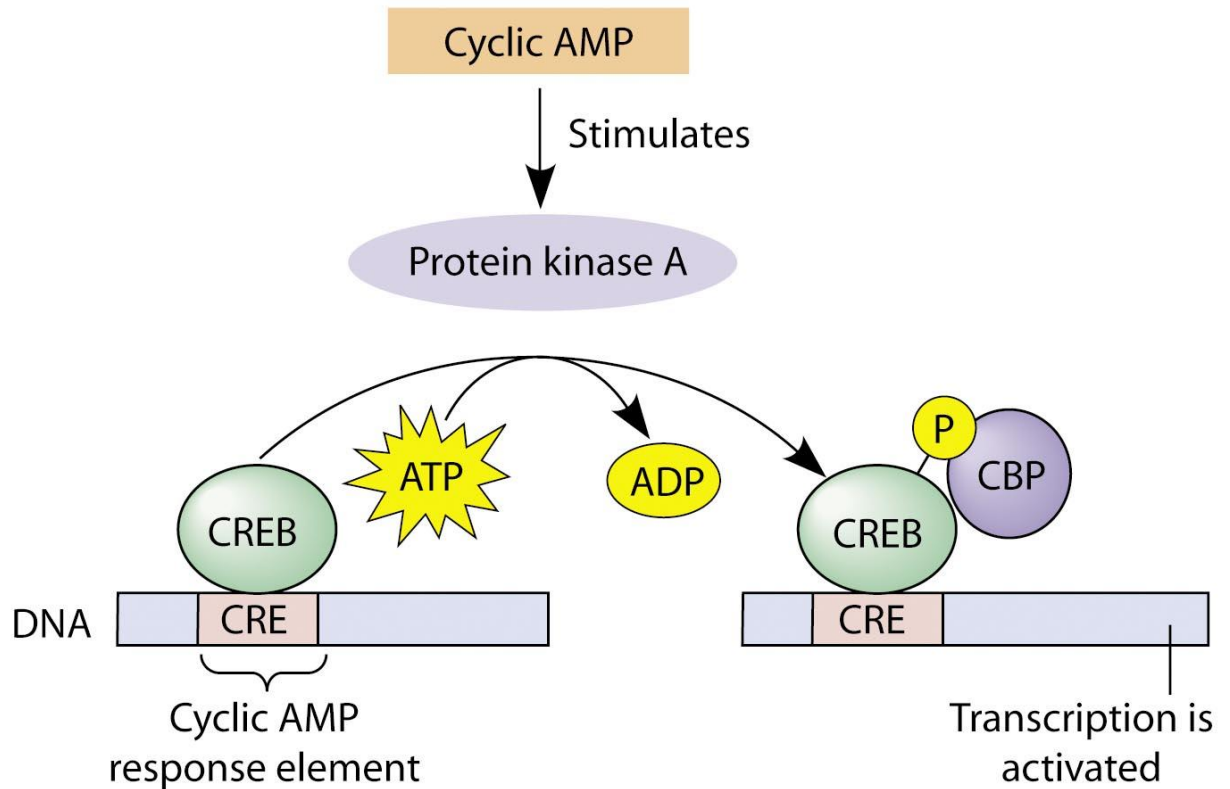 Cyclic AMP
Stimulates
Protein kinase A
ATP
ADP
P
CBP
CREB
CREB
DNA
CRE
CRE
Cyclic AMP
response element
Transcription is
activated